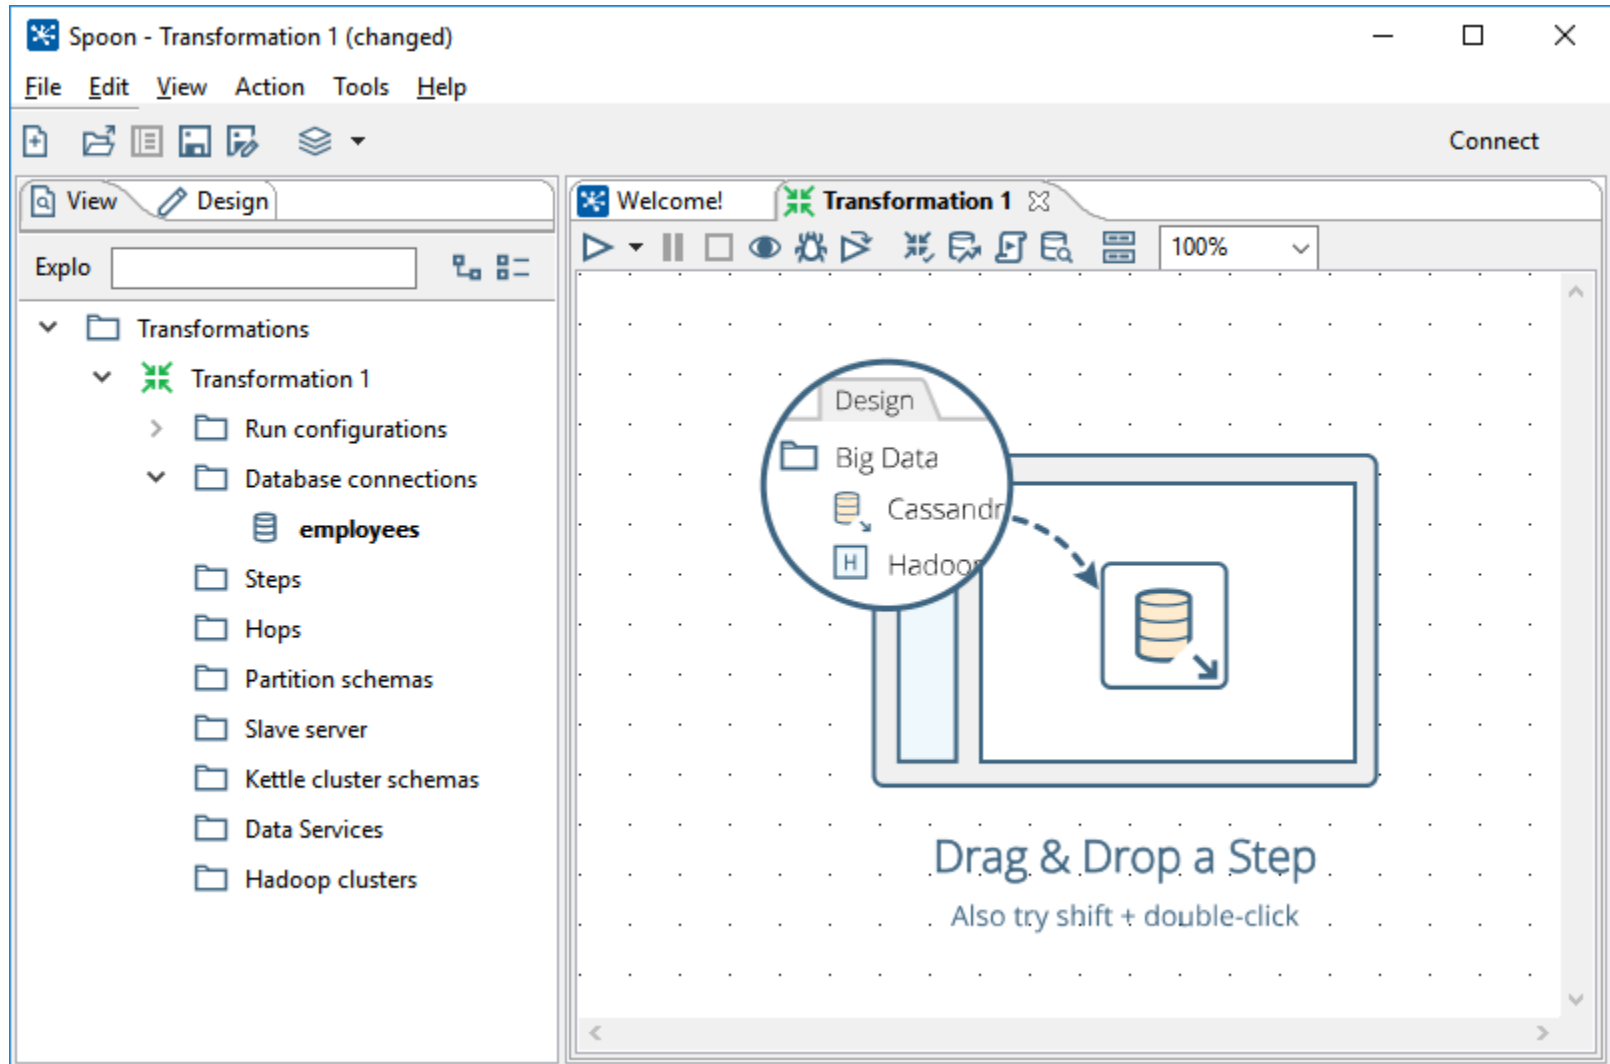 Spoon - Transformation 1 (changed)
File Edit View Action Tools Help
Connect
View Design
Explo
Transformations
Transformation 1
Run configurations
Database connections
employees
Steps
Hops
Partition schemas
Slave server
Kettle cluster schemas
Data Services
Hadoop clusters
Welcome! Transformation 1
100%
Design
Big Data
Cassandr
H Hadoop
Drag & Drop a Step
Also try shift + double-click